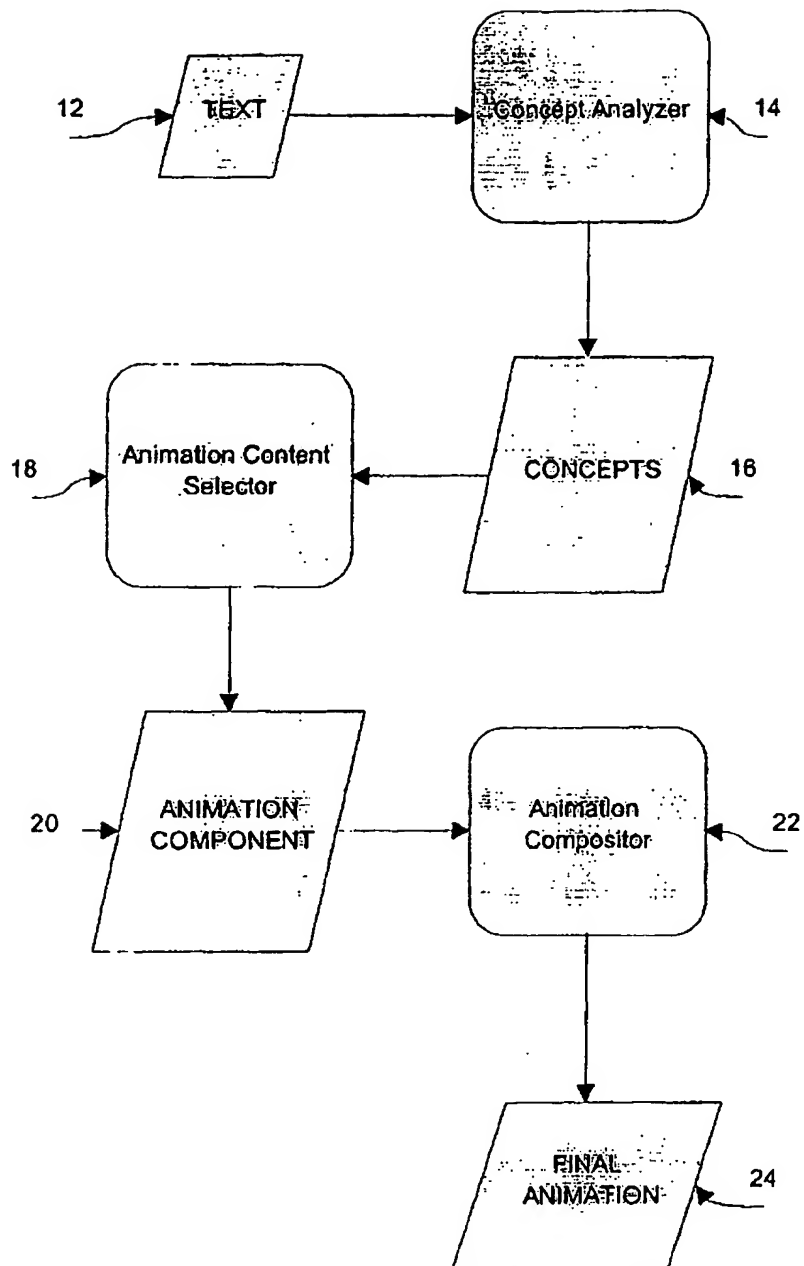 12
TEXT
Concept Analyzer
14
18
Animation Content
Selector
CONCEPTS
16
20
ANIMATION
COMPONENT
Animation
Compositor
22
FINAL
ANIMATION
24